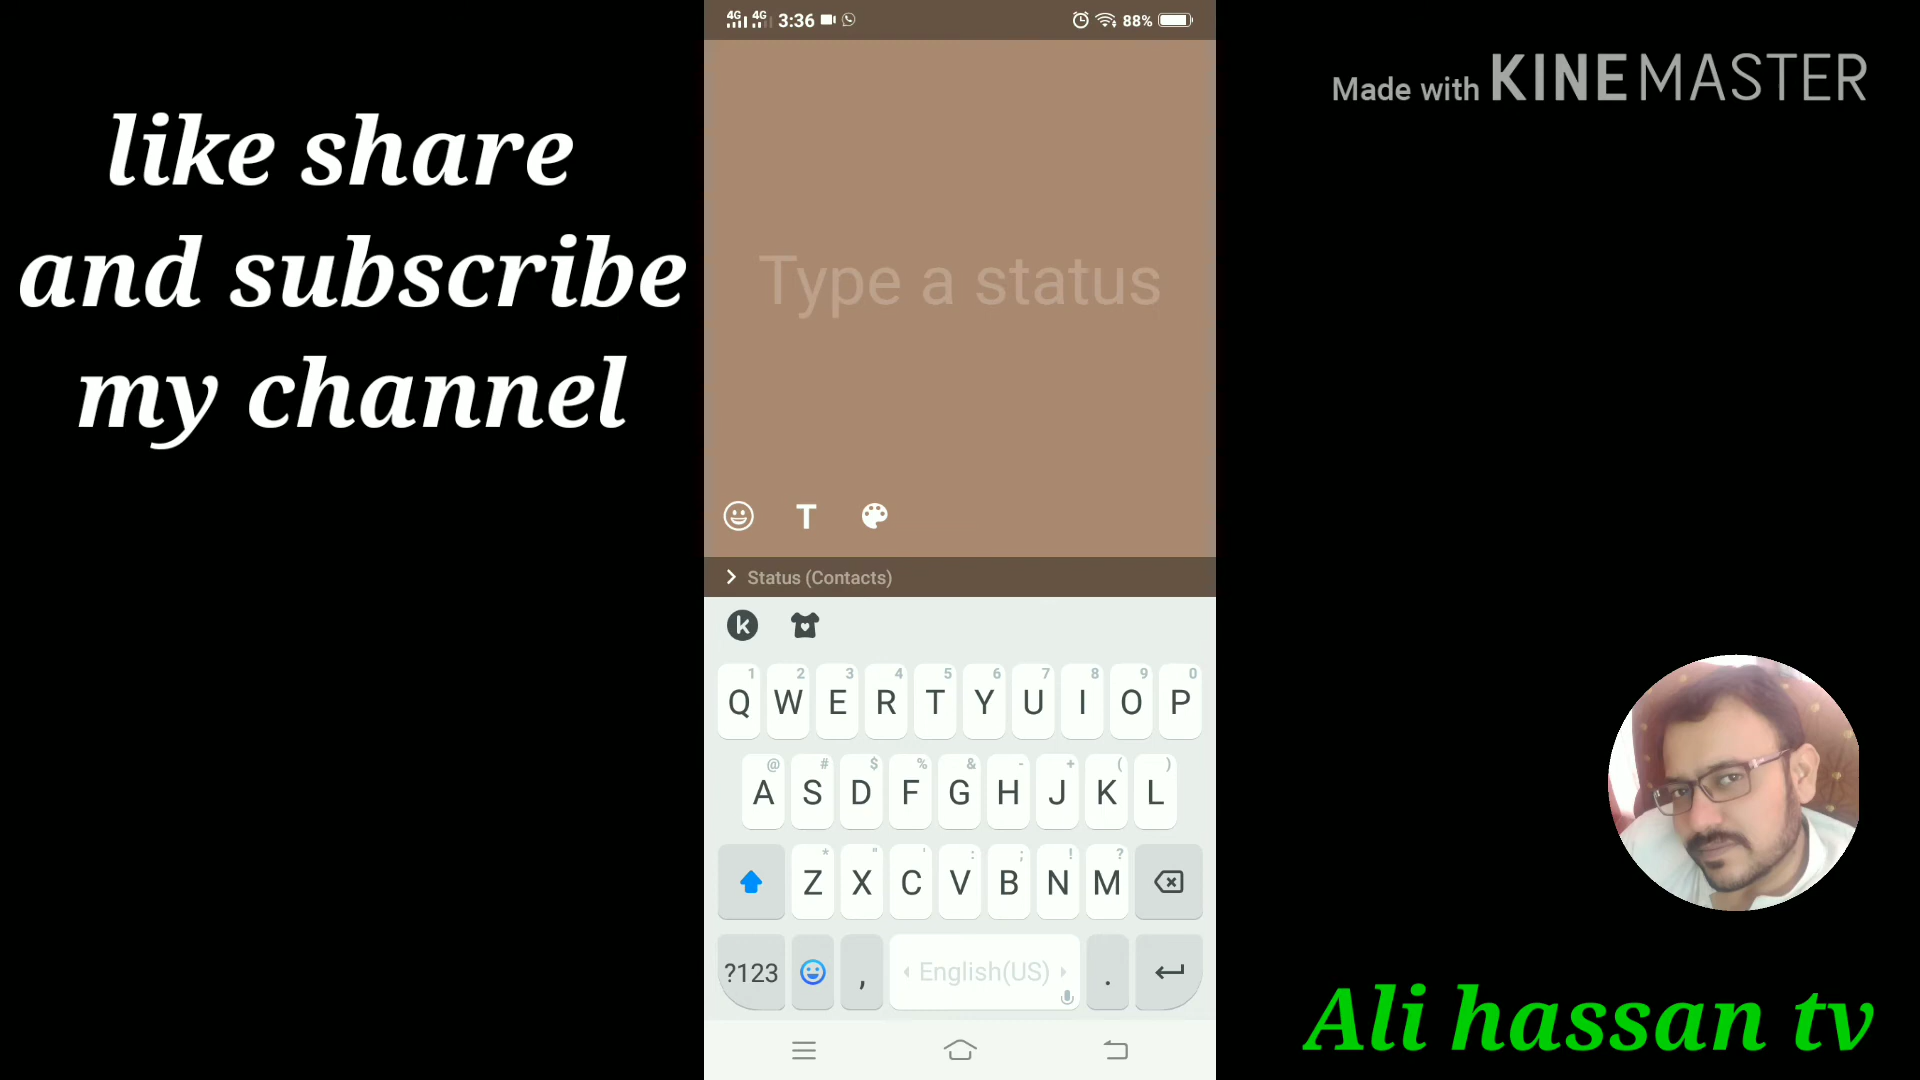 4G 4G 3:36 88%
Made with KINEMASTER
like share
and subscribe
my channel
Type a status
T
Status (Contacts)
k
1 2 3 4 5 6 7 8 9 0
Q W E R T Y U I O P
@ # $ % & - + ( )
A S D F G H J K L
* " ' : ; ! ?
Z X C V B N M
?123 , English(US) .
Ali hassan tv